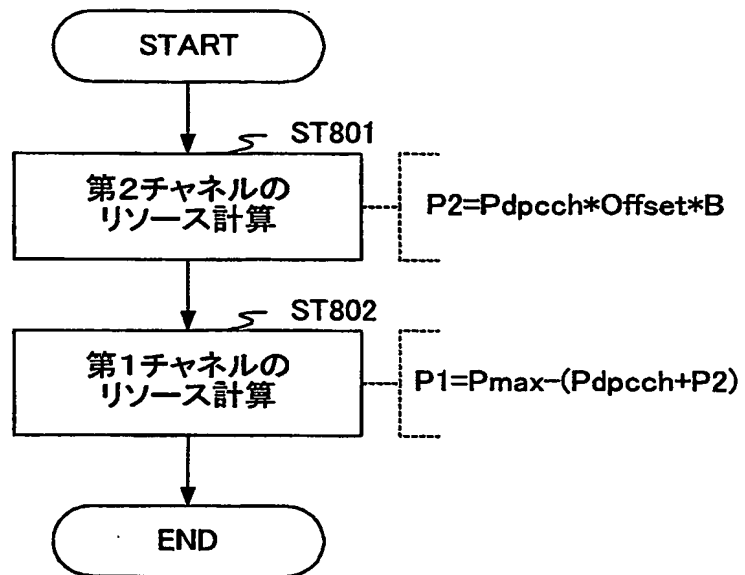 START
ST801
第2チャネルの
リソース計算
P2=Pdpcch*Offset*B
ST802
第1チャネルの
リソース計算
P1=Pmax-(Pdpcch+P2)
END